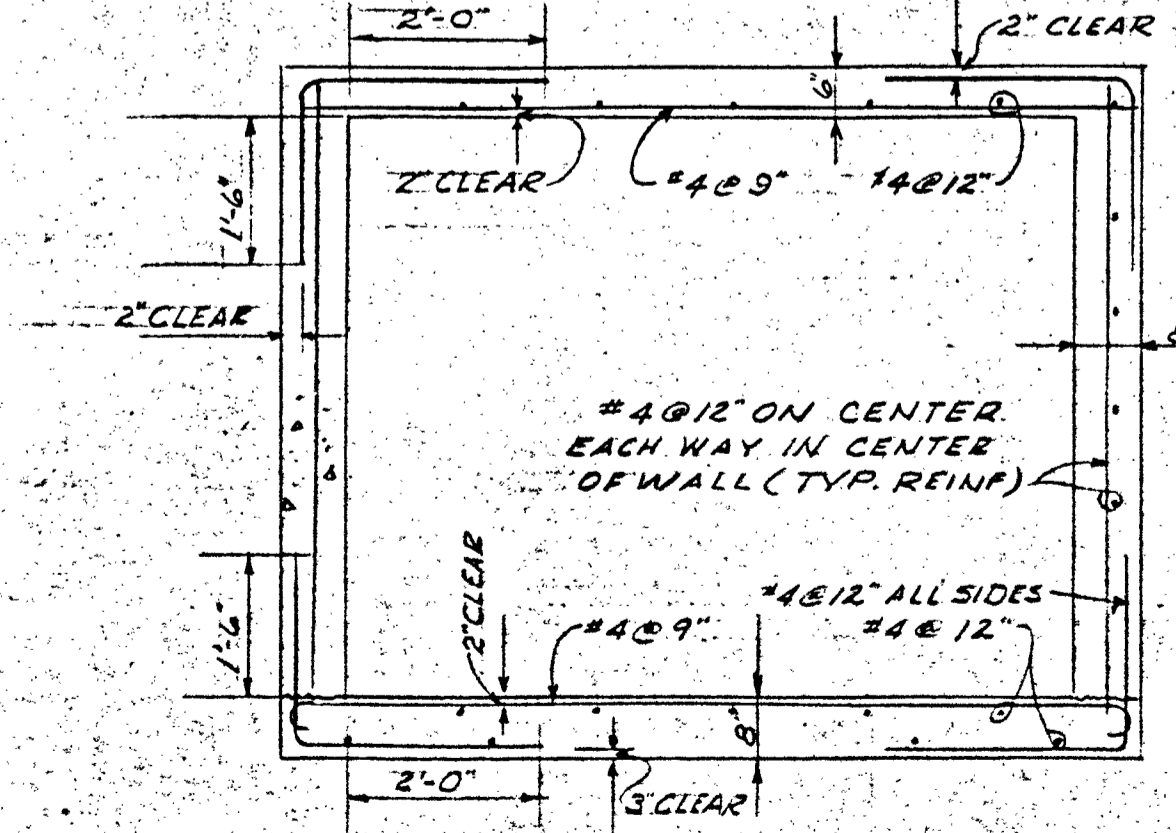 2'-0"
2" CLEAR
6"
2" CLEAR
#4 @ 9"
#4 @ 12"
1'-6"
2" CLEAR
#4 @ 12" ON CENTER
EACH WAY IN CENTER
OF WALL (TYP. REINF)
2" CLEAR
#4 @ 12" ALL SIDES
#4 @ 9"
#4 @ 12"
1'-6"
8"
2'-0"
3" CLEAR